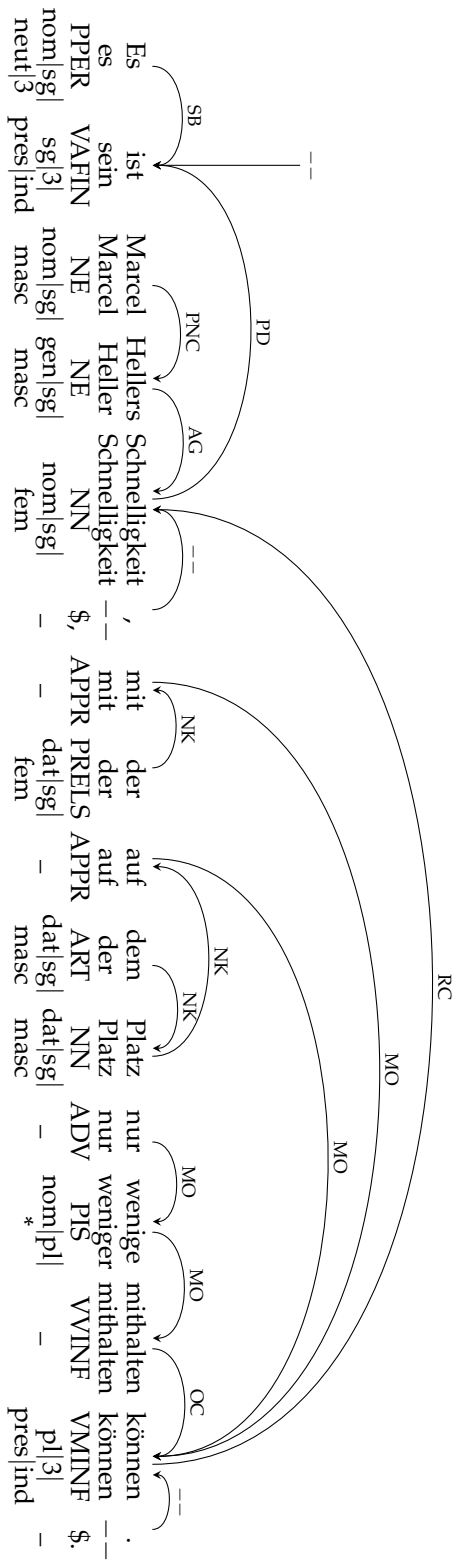 RC
MO
MO
PD
NK
--
SB PNC AG -- NK NK MO MO OC --
Es ist Marcel Hellers Schnelligkeit , mit der auf dem Platz nur wenige mithalten können .
es sein Marcel Heller Schnelligkeit -- mit der auf der Platz nur weniger mithalten können --
PPER VAFIN NE NE NN $, APPR PRELS APPR ART NN ADV PIS VVINF VMINF $.
nom|sg| sg|3| nom|sg| gen|sg| nom|sg| – – dat|sg| – dat|sg| dat|sg| – nom|pl| – pl|3| –
neut|3 pres|ind masc masc fem fem masc masc * pres|ind